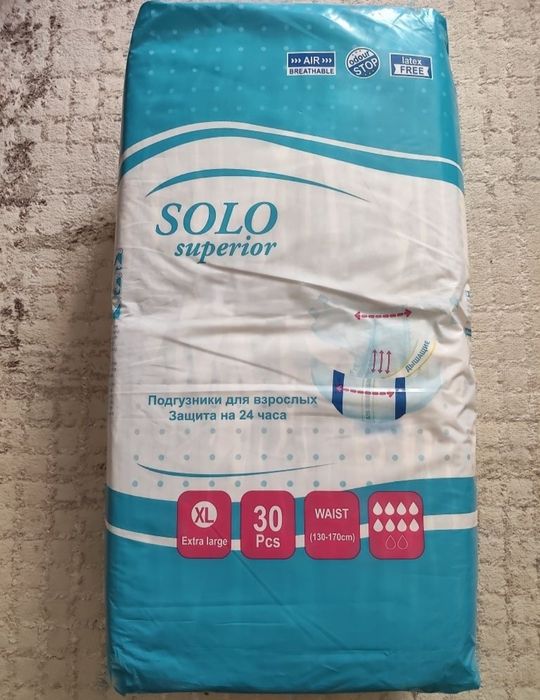 AIR
BREATHABLE
odour
STOP
latex
FREE
SOLO
superior
Дышащие
Подгузники для взрослых
Защита на 24 часа
XL
Extra large
30
Pcs
WAIST
(130-170cm)